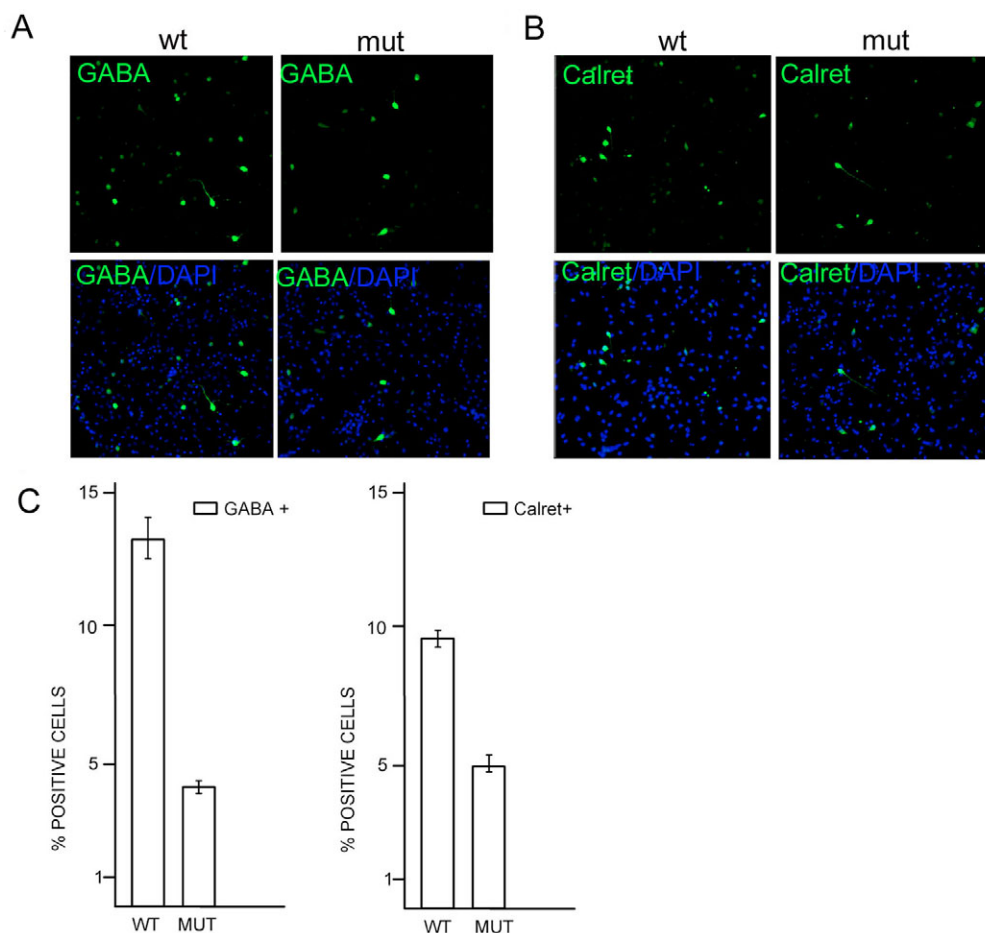 A
wt
mut
GABA
GABA
GABA/DAPI
GABA/DAPI
B
wt
mut
Calret
Calret
Calret/DAPI
Calret/DAPI
C
15
10
5
1
% POSITIVE CELLS
GABA +
WT
MUT
15
10
5
1
% POSITIVE CELLS
Calret+
WT
MUT